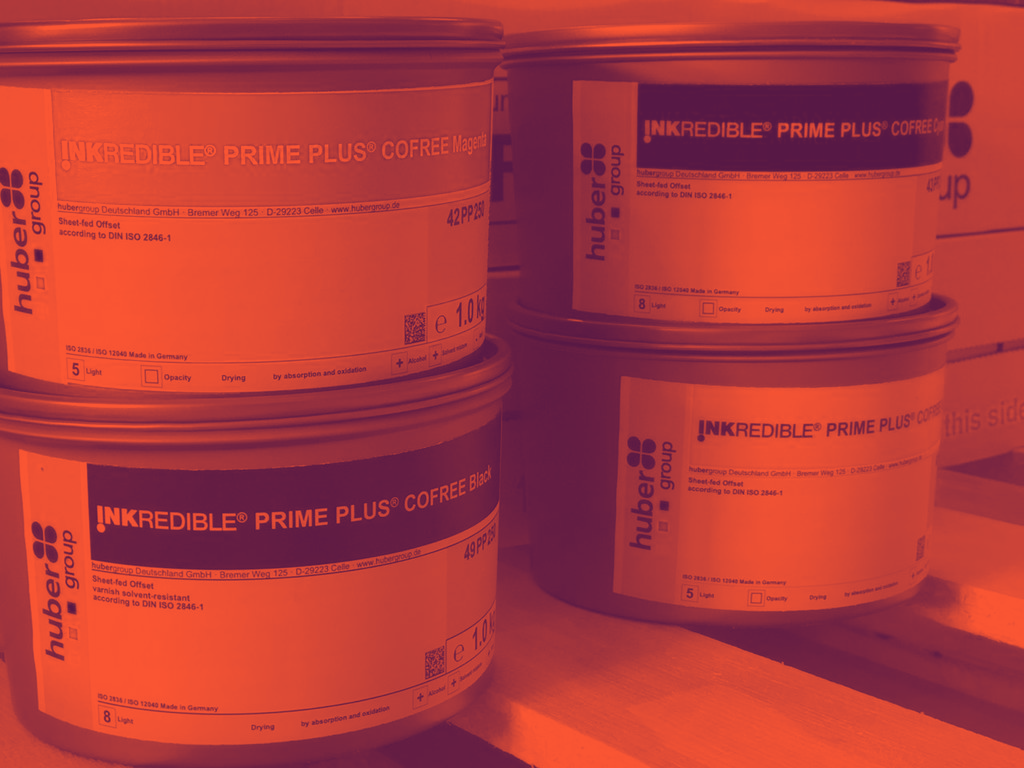 huber
group
INKREDIBLE® PRIME PLUS® COFREE Magenta
hubergroup Deutschland GmbH · Bremer Weg 125 · D-29223 Celle · www.hubergroup.de
42PP250
Sheet-fed Offset
according to DIN ISO 2846-1
e 1.0 kg
ISO 2836 / ISO 12040 Made in Germany
5 Light Opacity Drying by absorption and oxidation + Alcohol +
huber
group
INKREDIBLE® PRIME PLUS® COFREE Black
hubergroup Deutschland GmbH · Bremer Weg 125 · D-29223 Celle · www.hubergroup.de
49PP250
Sheet-fed Offset
varnish solvent-resistant
according to DIN ISO 2846-1
e 1.0 kg
ISO 2836 / ISO 12040 Made in Germany
8 Light Drying by absorption and oxidation + Alcohol +
huber
group
INKREDIBLE® PRIME PLUS® COFREE
hubergroup Deutschland GmbH · Bremer Weg 125 · D-29223 Celle · www.hubergroup.de
Sheet-fed Offset
according to DIN ISO 2846-1
e
ISO 2836 / ISO 12040 Made in Germany
8 Light Opacity Drying by absorption and oxidation + Alcohol
huber
group
INKREDIBLE® PRIME PLUS®
hubergroup Deutschland GmbH · Bremer Weg 125 · D-29223 Celle · www.hubergroup.de
Sheet-fed Offset
according to DIN ISO 2846-1
ISO 2836 / ISO 12040 Made in Germany
5 Light Opacity Drying by absorption and oxidation
up
this side